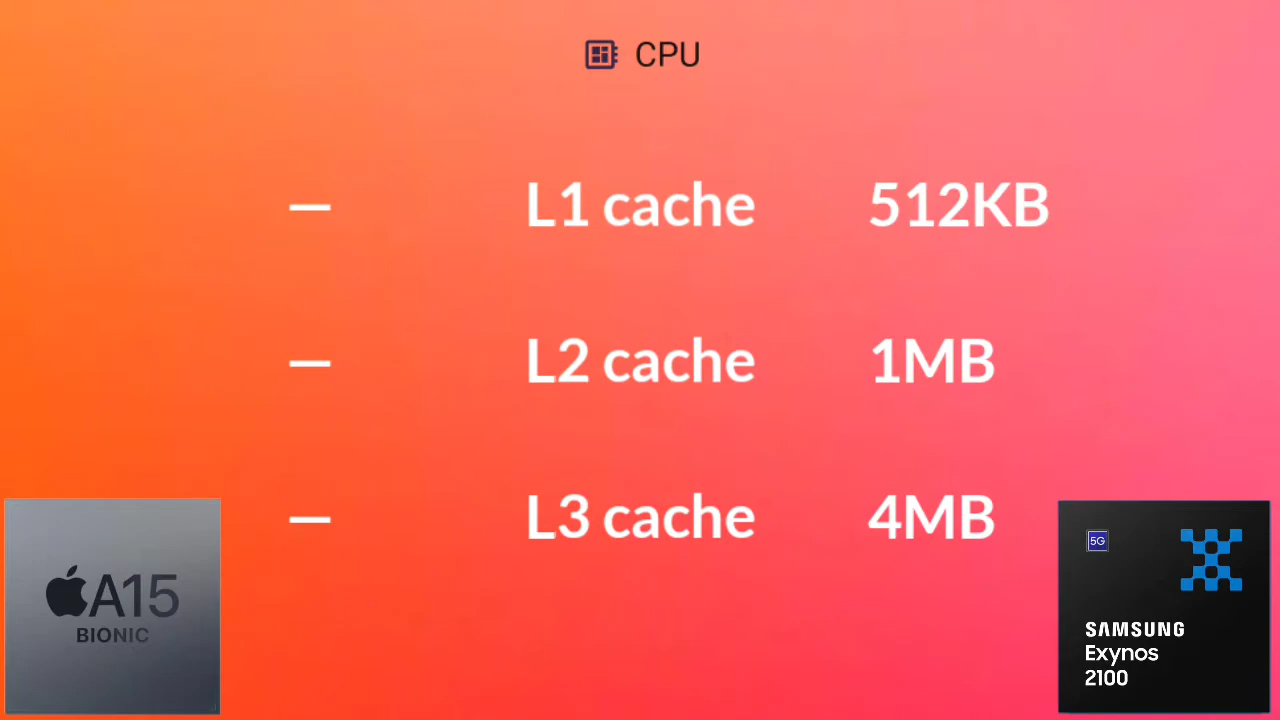 CPU
— L1 cache 512KB
— L2 cache 1MB
— L3 cache 4MB
A15
BIONIC
5G
SAMSUNG
Exynos
2100